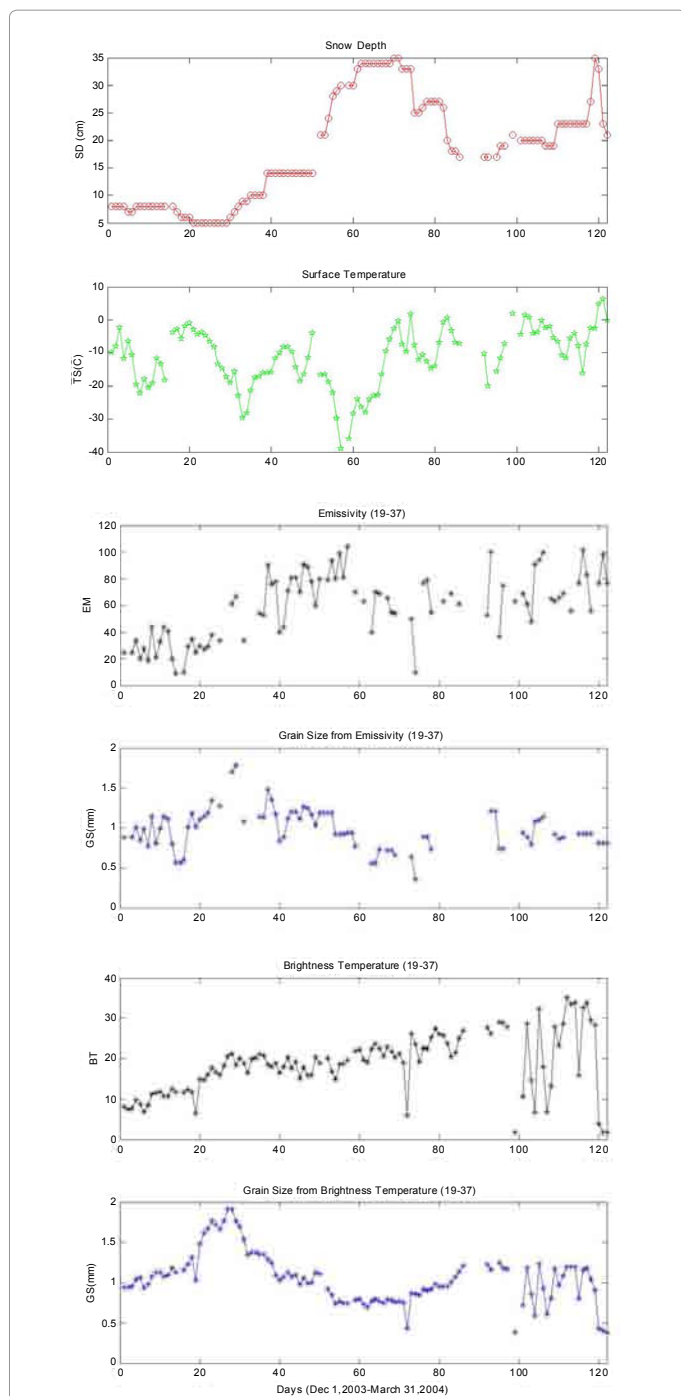 Snow Depth
35
30
25
20
15
10
5
SD (cm)
0 20 40 60 80 100 120
Surface Temperature
10
0
-10
-20
-30
-40
TS(C)
0 20 40 60 80 100 120
Emissivity (19-37)
120
100
80
60
40
20
0
EM
0 20 40 60 80 100 120
Grain Size from Emissivity (19-37)
2
1.5
1
0.5
0
GS(mm)
0 20 40 60 80 100 120
Brightness Temperature (19-37)
40
30
20
10
0
BT
0 20 40 60 80 100 120
Grain Size from Brightness Temperature (19-37)
2
1.5
1
0.5
0
GS(mm)
0 20 40 60 80 100 120
Days (Dec 1,2003-March 31,2004)